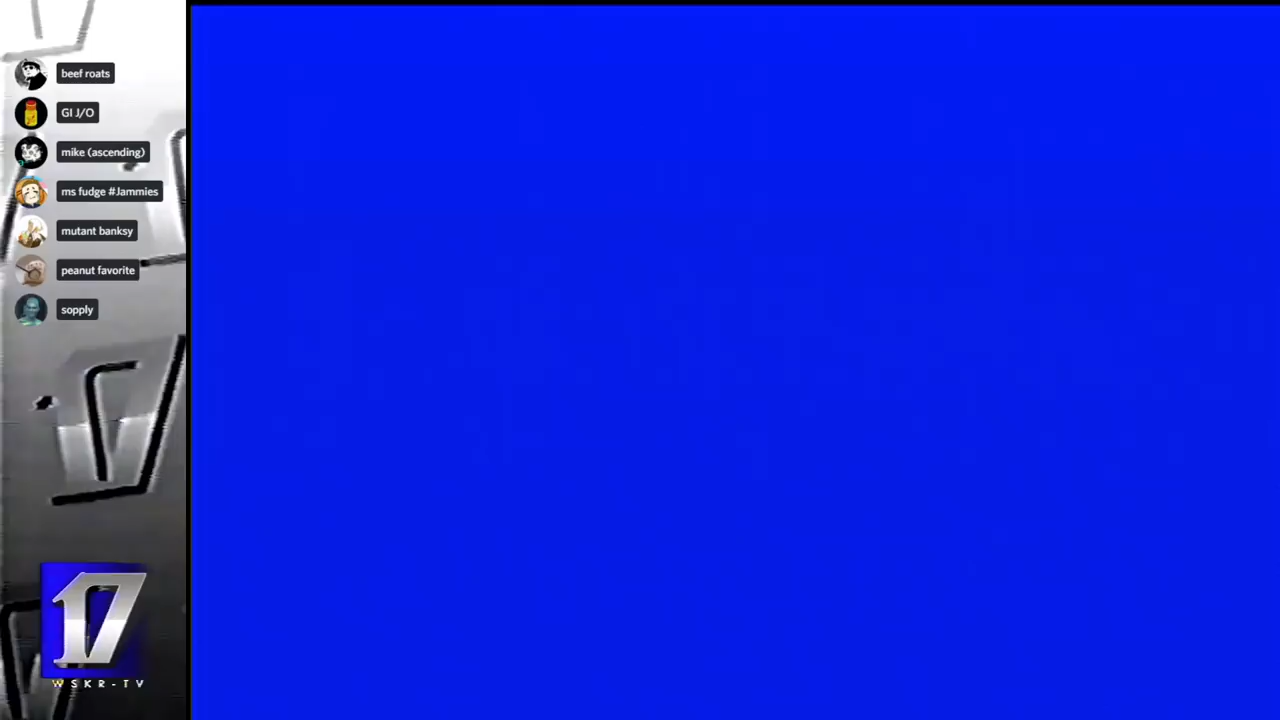 beef roats
GI J/O
mike (ascending)
ms fudge #Jammies
mutant banksy
peanut favorite
sopply
17
WSKR-TV